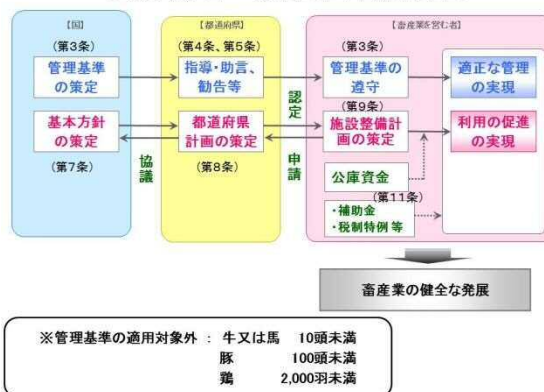 【国】
【都道府県】
【畜産業を営む者】
(第3条)
(第4条、第5条)
(第3条)
管理基準
の策定
指導・助言、
勧告等
管理基準の
遵守
適正な管理
の実現
認定
(第9条)
基本方針
の策定
都道府県
計画の策定
施設整備計
画の策定
利用の促進
の実現
(第7条)
協議
(第8条)
申請
公庫資金
(第11条)
・補助金
・税制特例 等
畜産業の健全な発展
※管理基準の適用対象外 : 牛又は馬 10頭未満
豚 100頭未満
鶏 2,000羽未満